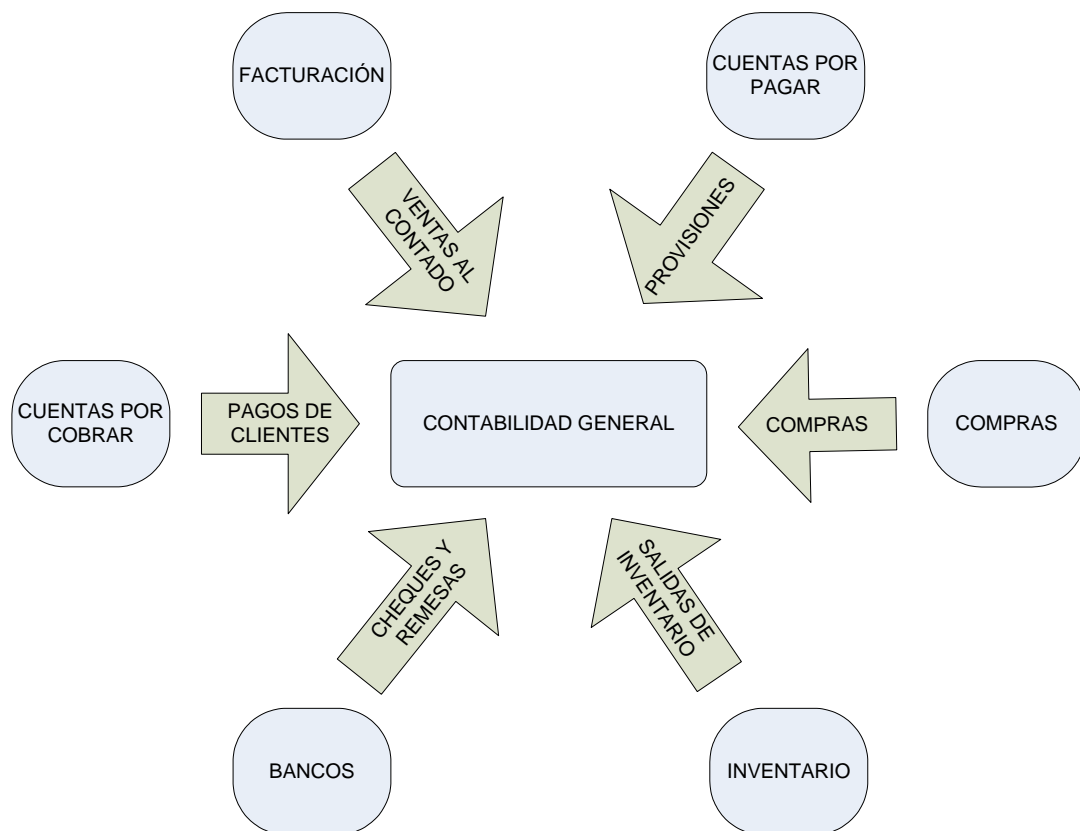 FACTURACIÓN
CUENTAS POR
PAGAR
VENTAS AL
CONTADO
PROVISIONES
CUENTAS POR
COBRAR
PAGOS DE
CLIENTES
CONTABILIDAD GENERAL
COMPRAS
COMPRAS
CHEQUES Y
REMESAS
SALIDAS DE
INVENTARIO
BANCOS
INVENTARIO